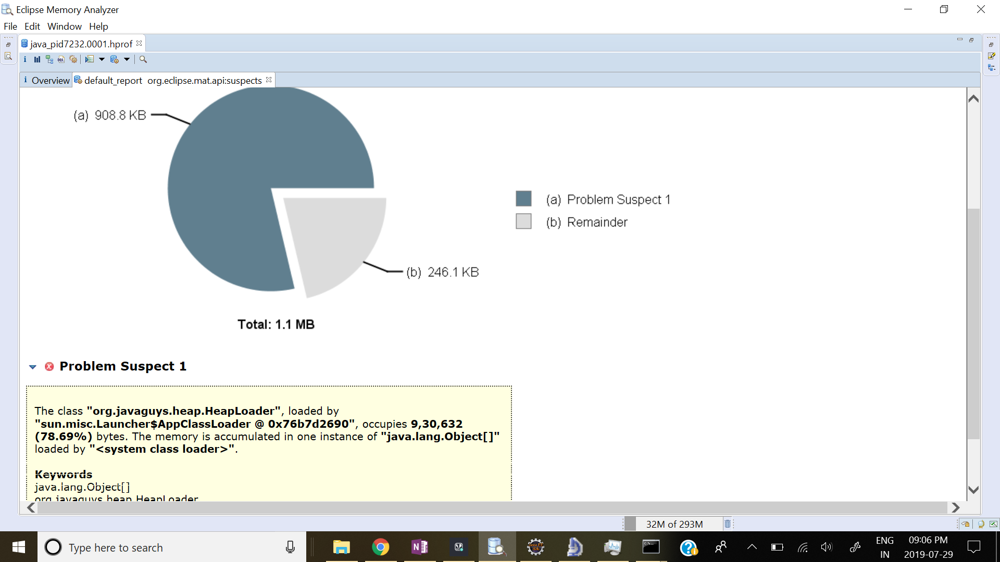 Eclipse Memory Analyzer
File Edit Window Help
java_pid7232.0001.hprof
Overview default_report org.eclipse.mat.api:suspects
(a) 908.8 KB
(a) Problem Suspect 1
(b) Remainder
(b) 246.1 KB
Total: 1.1 MB
Problem Suspect 1
The class "org.javaguys.heap.HeapLoader", loaded by
"sun.misc.Launcher$AppClassLoader @ 0x76b7d2690", occupies 9,30,632
(78.69%) bytes. The memory is accumulated in one instance of "java.lang.Object[]"
loaded by "<system class loader>".
Keywords
java.lang.Object[]
org.javaguys.heap.HeapLoader
32M of 293M
Type here to search
ENG
IN
09:06 PM
2019-07-29